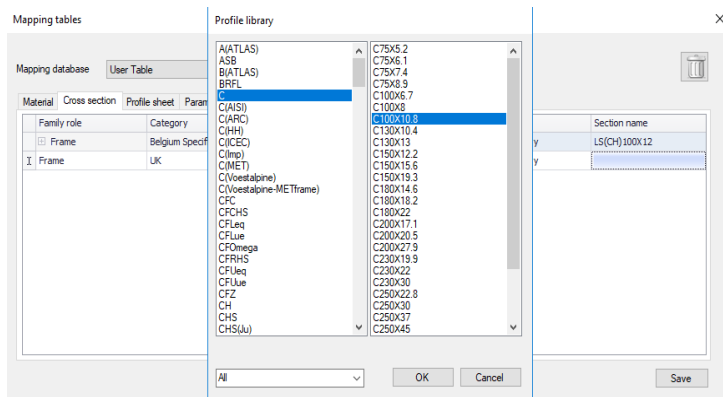 Mapping tables
Profile library
Mapping database
User Table
Material
Cross section
Profile sheet
Param
Family role
Category
Section name
Frame
Belgium Specif
y
LS(CH)100X12
Frame
UK
y
A(ATLAS)
ASB
B(ATLAS)
BRFL
C
C(AISI)
C(ARC)
C(HH)
C(ICEC)
C(Imp)
C(MET)
C(Voestalpine)
C(Voestalpine-METframe)
CFC
CFCHS
CFLeq
CFLue
CFOmega
CFRHS
CFUeq
CFUue
CFZ
CH
CHS
CHS(Ju)
C75X5.2
C75X6.1
C75X7.4
C75X8.9
C100X6.7
C100X8
C100X10.8
C130X10.4
C130X13
C150X12.2
C150X15.6
C150X19.3
C180X14.6
C180X18.2
C180X22
C200X17.1
C200X20.5
C200X27.9
C230X19.9
C230X22
C230X30
C250X22.8
C250X30
C250X37
C250X45
All
OK
Cancel
Save